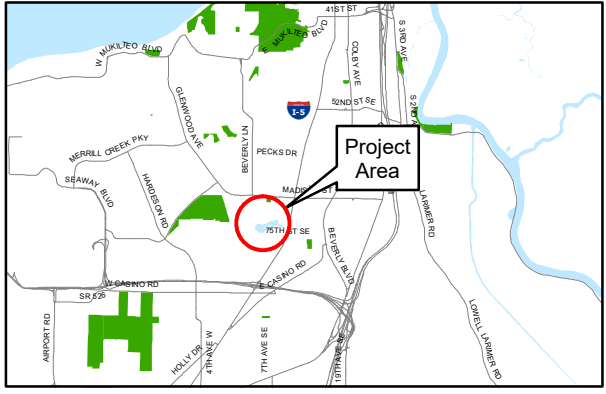 41ST ST
W MUKILTEO BLVD
E MUKILTEO BLVD
COLBY AVE
S 3RD AVE
S 2ND A
GLENWOOD AVE
52ND ST SE
I-5
BEVERLY LN
PECKS DR
Project
Area
MERRILL CREEK PKY
SEAWAY BLVD
HARDESON RD
MADIS
ST
LARIMER RD
75TH ST SE
BEVERLY BLVD
E CASINO RD
W CASINO RD
SR 526
LOWELL LARIMER RD
AIRPORT RD
HOLLY DR
4TH AVE W
7TH AVE SE
19TH AVE SE